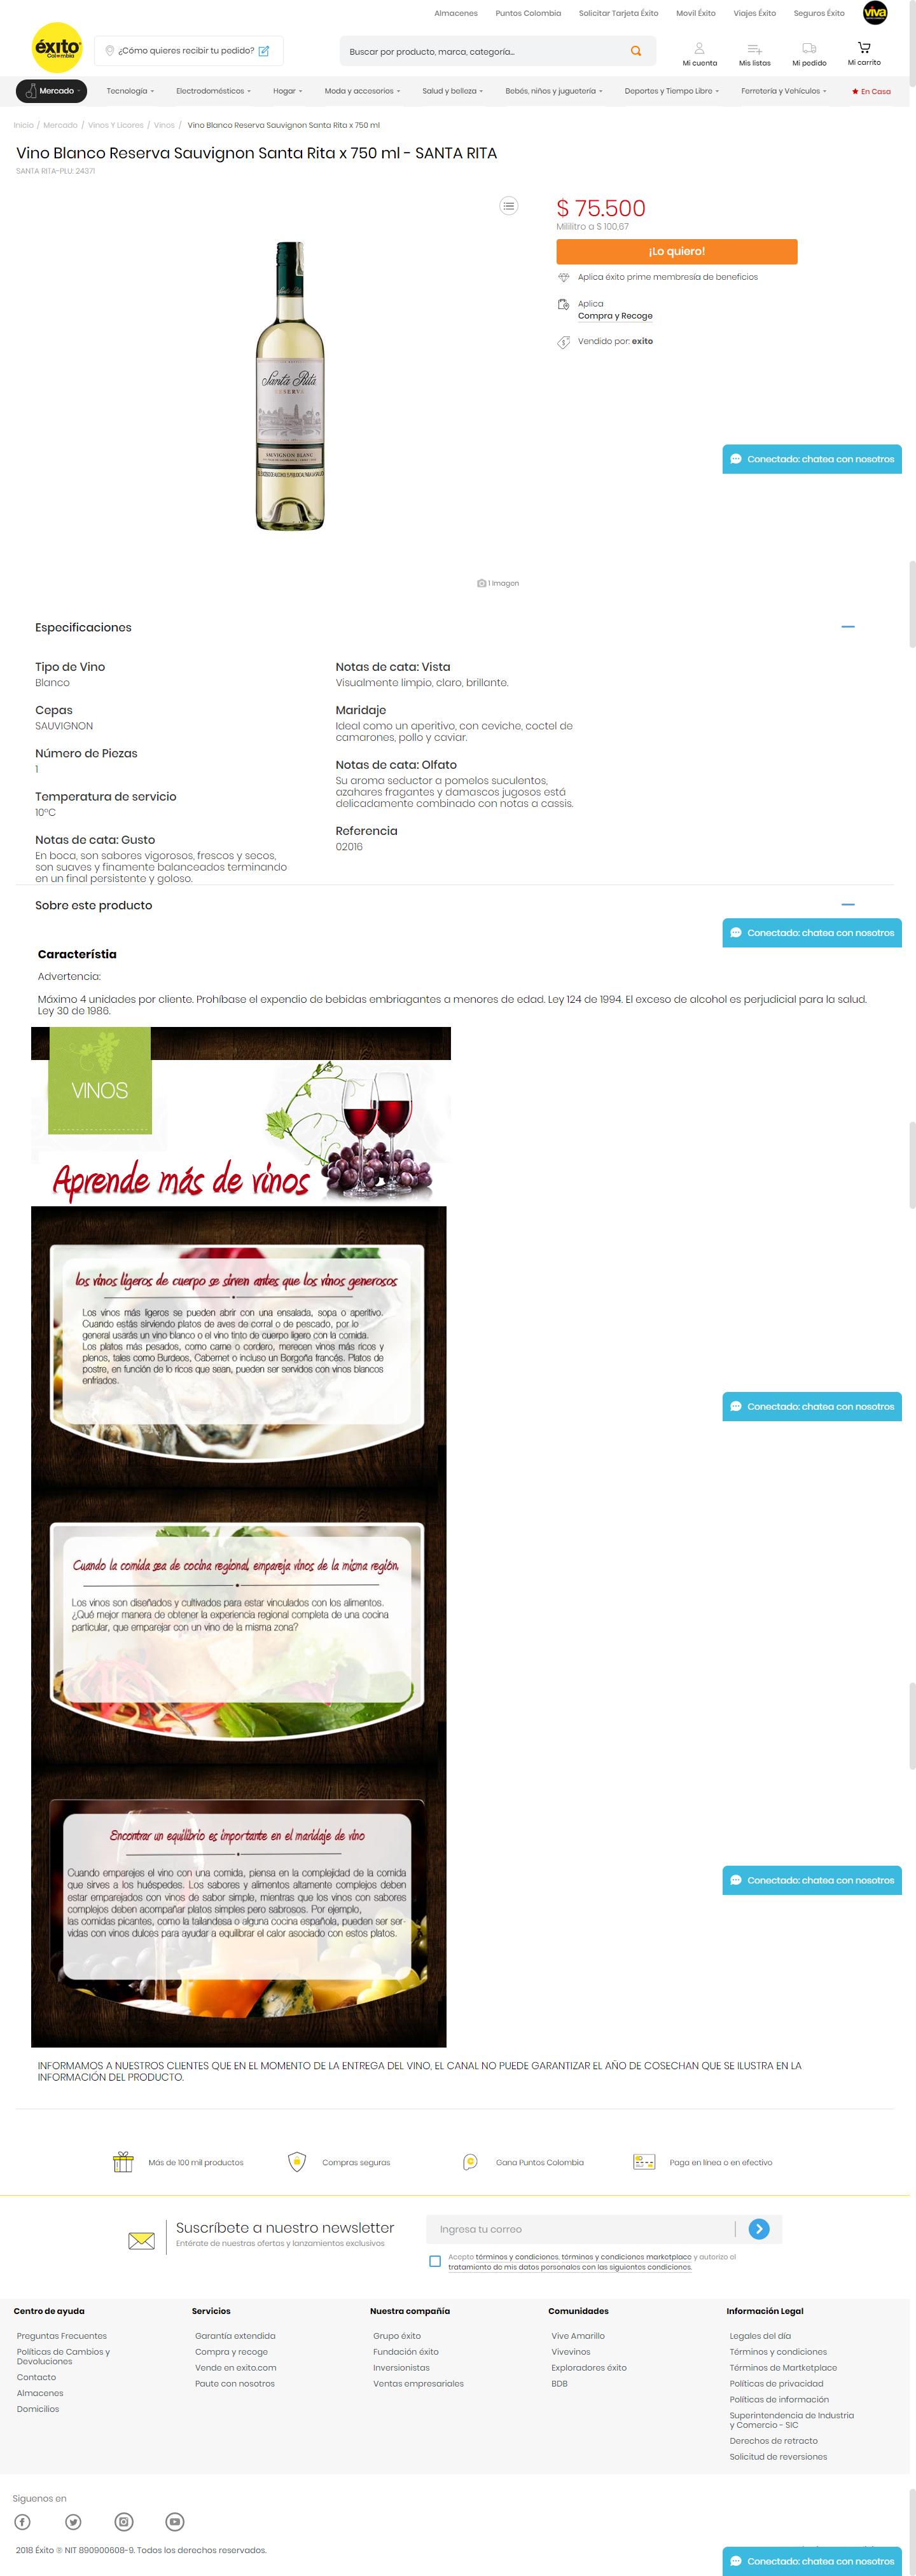 Almacenes Puntos Colombia Solicitar Tarjeta Éxito Movil Éxito Viajes Éxito Seguros Éxito viva
éxito
Colombia
¿Cómo quieres recibir tu pedido?
Buscar por producto, marca, categoría...
Mi cuenta Mis listas Mi pedido Mi carrito
Mercado Tecnología Electrodomésticos Hogar Moda y accesorios Salud y belleza Bebés, niños y juguetería Deportes y Tiempo Libre Ferretería y Vehículos En Casa
Inicio / Mercado / Vinos Y Licores / Vinos / Vino Blanco Reserva Sauvignon Santa Rita x 750 ml
Vino Blanco Reserva Sauvignon Santa Rita x 750 ml - SANTA RITA
SANTA RITA-PLU: 24371
$ 75.500
Mililitro a $ 100,67
¡Lo quiero!
Aplica éxito prime membresía de beneficios
Aplica
Compra y Recoge
Vendido por: exito
Santa Rita
RESERVA
SAUVIGNON BLANC
Conectado: chatea con nosotros
1 Imagen
Especificaciones
Tipo de Vino
Blanco
Cepas
SAUVIGNON
Número de Piezas
1
Temperatura de servicio
10°C
Notas de cata: Gusto
En boca, son sabores vigorosos, frescos y secos,
son suaves y finamente balanceados terminando
en un final persistente y goloso.
Notas de cata: Vista
Visualmente limpio, claro, brillante.
Maridaje
Ideal como un aperitivo, con ceviche, coctel de
camarones, pollo y caviar.
Notas de cata: Olfato
Su aroma seductor a pomelos suculentos,
azahares fragantes y damascos jugosos está
delicadamente combinado con notas a cassis.
Referencia
02016
Sobre este producto
Conectado: chatea con nosotros
Característia
Advertencia:
Máximo 4 unidades por cliente. Prohíbase el expendio de bebidas embriagantes a menores de edad. Ley 124 de 1994. El exceso de alcohol es perjudicial para la salud.
Ley 30 de 1986.
VINOS
Aprende más de vinos
los vinos ligeros de cuerpo se sirven antes que los vinos generosos
Los vinos más ligeros se pueden abrir con una ensalada, sopa o aperitivo.
Cuando estás sirviendo platos de aves de corral o de pescado, por lo
general usarás un vino blanco o el vino tinto de cuerpo ligero con la comida.
Los platos más pesados, como carne o cordero, merecen vinos más ricos y
plenos, tales como Burdeos, Cabernet o incluso un Borgoña francés. Platos de
postre, en función de lo ricos que sean, pueden ser servidos con vinos blancos
enfriados.
Conectado: chatea con nosotros
Cuando la comida sea de cocina regional, empareja vinos de la misma región.
Los vinos son diseñados y cultivados para estar vinculados con los alimentos.
¿Qué mejor manera de obtener la experiencia regional completa de una cocina
particular, que emparejar con un vino de la misma zona?
Encontrar un equilibrio es importante en el maridaje de vino
Cuando emparejes el vino con una comida, piensa en la complejidad de la comida
que sirves a los huéspedes. Los sabores y alimentos altamente complejos deben
estar emparejados con vinos de sabor simple, mientras que los vinos con sabores
complejos deben acompañar platos simples pero sabrosos. Por ejemplo,
las comidas picantes, como la tailandesa o alguna cocina española, pueden ser ser-
vidas con vinos dulces para ayudar a equilibrar el calor asociado con estos platos.
Conectado: chatea con nosotros
INFORMAMOS A NUESTROS CLIENTES QUE EN EL MOMENTO DE LA ENTREGA DEL VINO, EL CANAL NO PUEDE GARANTIZAR EL AÑO DE COSECHAN QUE SE ILUSTRA EN LA
INFORMACIÓN DEL PRODUCTO.
Más de 100 mil productos Compras seguras Gana Puntos Colombia Paga en línea o en efectivo
Suscríbete a nuestro newsletter
Entérate de nuestras ofertas y lanzamientos exclusivos
Ingresa tu correo
Acepto términos y condiciones, términos y condiciones marketplace y autorizo el
tratamiento de mis datos personales con las siguientes condiciones.
Centro de ayuda
Preguntas Frecuentes
Políticas de Cambios y
Devoluciones
Contacto
Almacenes
Domicilios
Servicios
Garantía extendida
Compra y recoge
Vende en exito.com
Paute con nosotros
Nuestra compañía
Grupo éxito
Fundación éxito
Inversionistas
Ventas empresariales
Comunidades
Vive Amarillo
Vivevinos
Exploradores éxito
BDB
Información Legal
Legales del día
Términos y condiciones
Términos de Martketplace
Políticas de privacidad
Políticas de información
Superintendencia de Industria
y Comercio - SIC
Derechos de retracto
Solicitud de reversiones
Síguenos en
2018 Éxito ® NIT 890900608-9. Todos los derechos reservados.
Conectado: chatea con nosotros